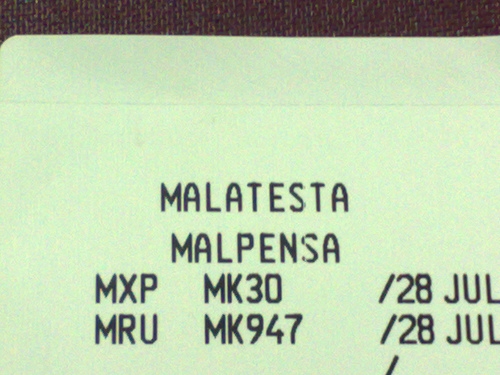 MALATESTA
MALPENSA
MXP MK30 /28 JUL
MRU MK947 /28 JUL
/